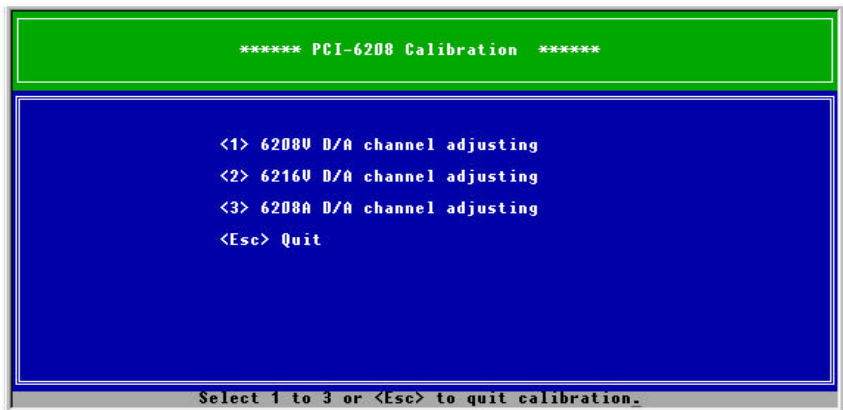 ****** PCI-6208 Calibration ******
<1> 6208V D/A channel adjusting
<2> 6216V D/A channel adjusting
<3> 6208A D/A channel adjusting
<Esc> Quit
Select 1 to 3 or <Esc> to quit calibration._